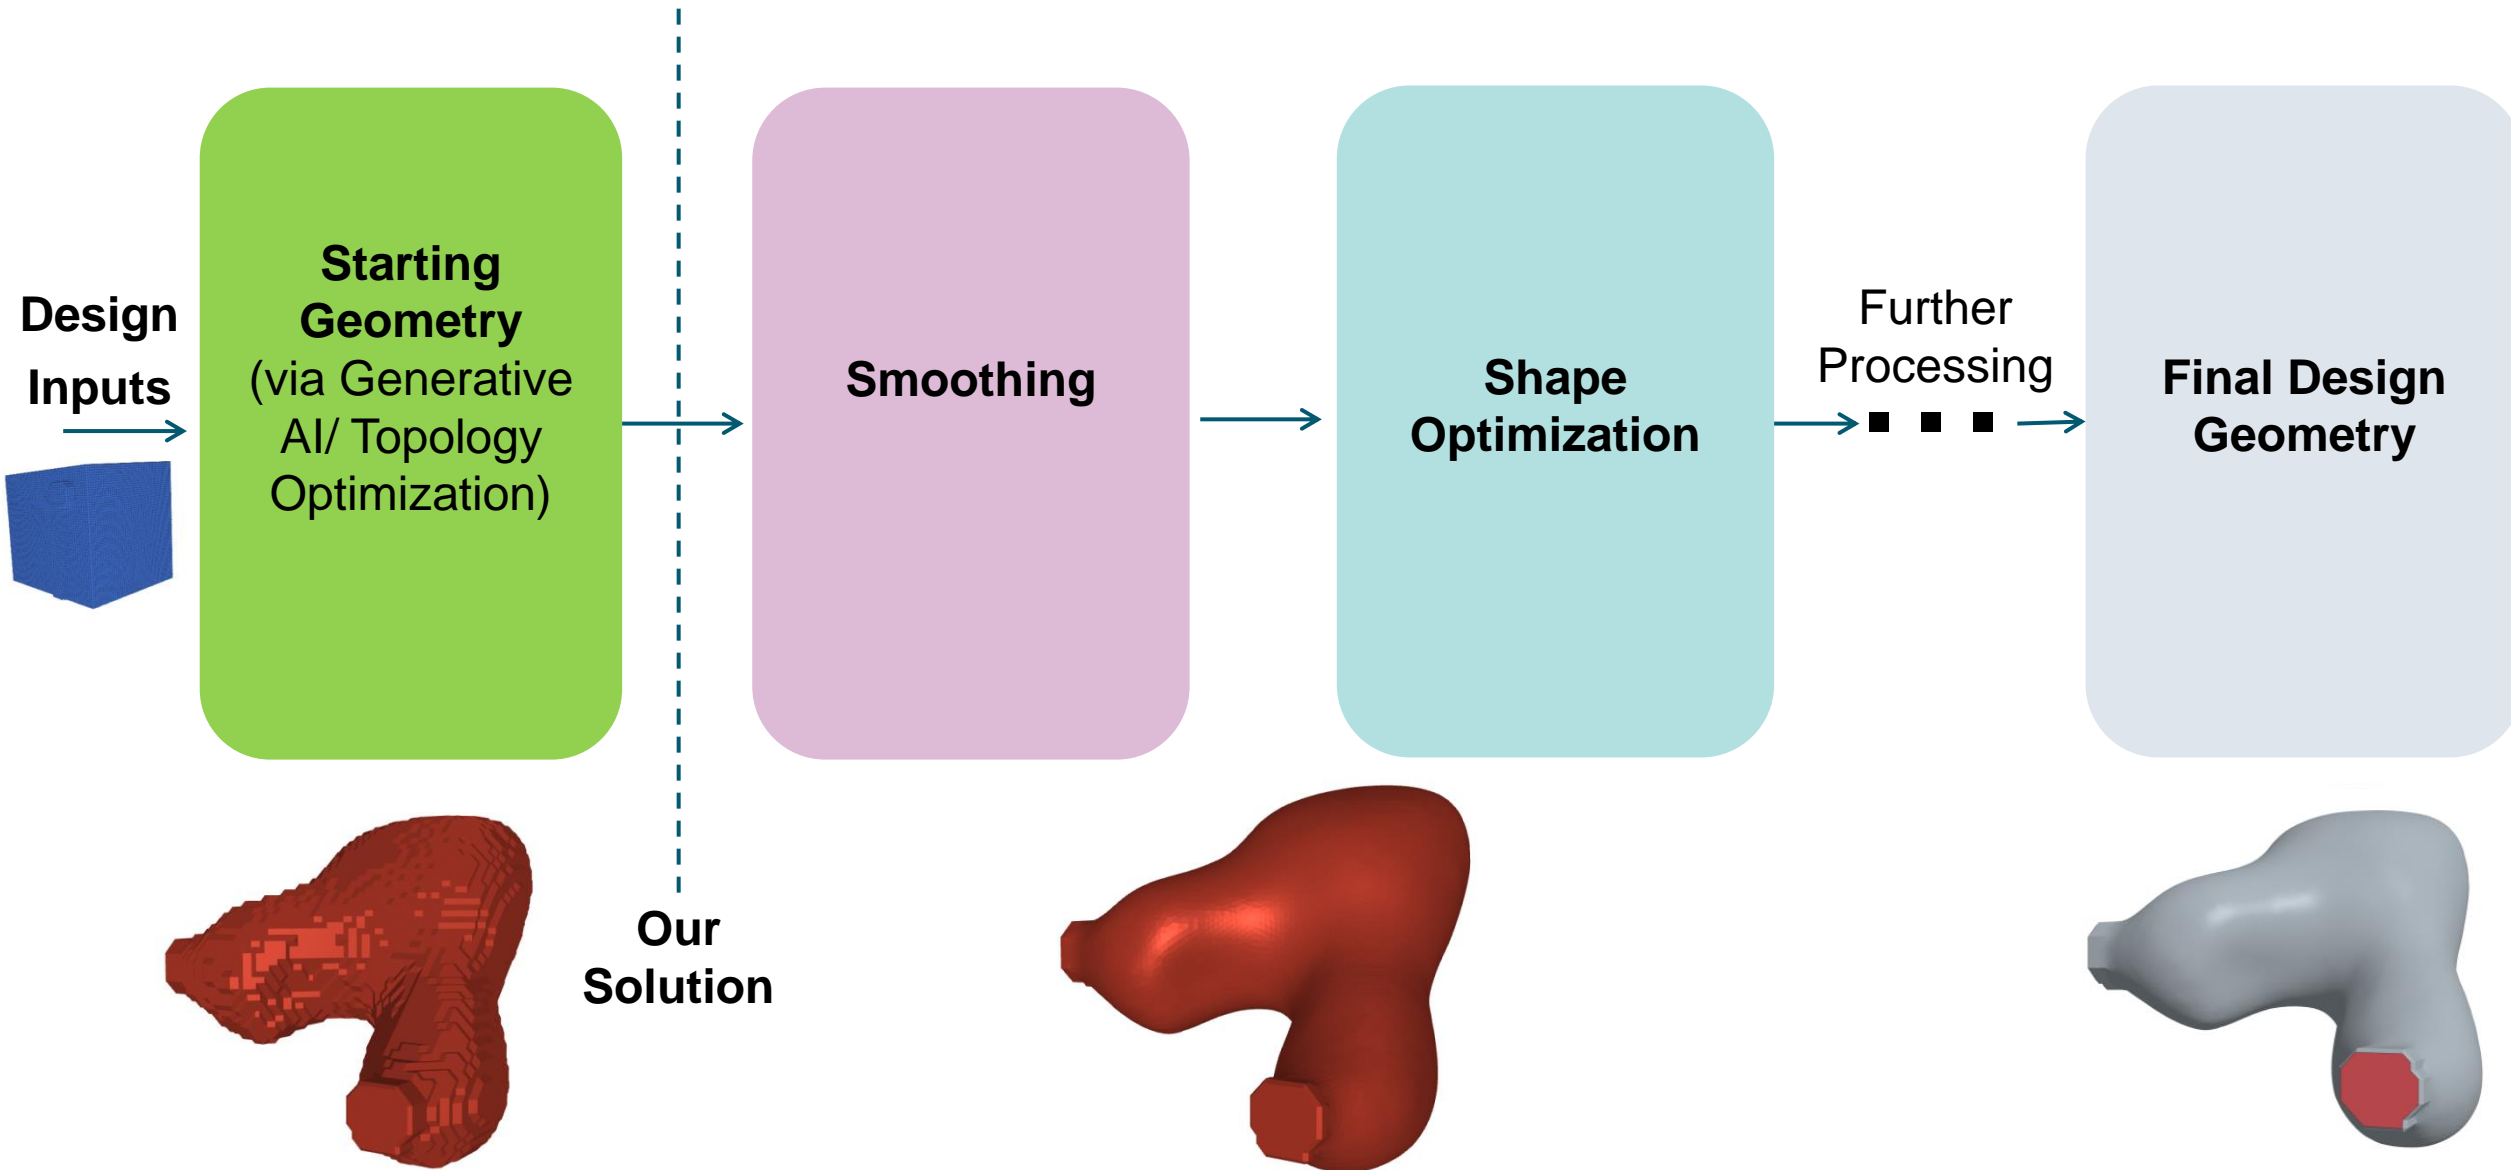 Design
Inputs
Starting
Geometry
(via Generative
AI/ Topology
Optimization)
Our
Solution
Smoothing
Shape
Optimization
Further
Processing
Final Design
Geometry